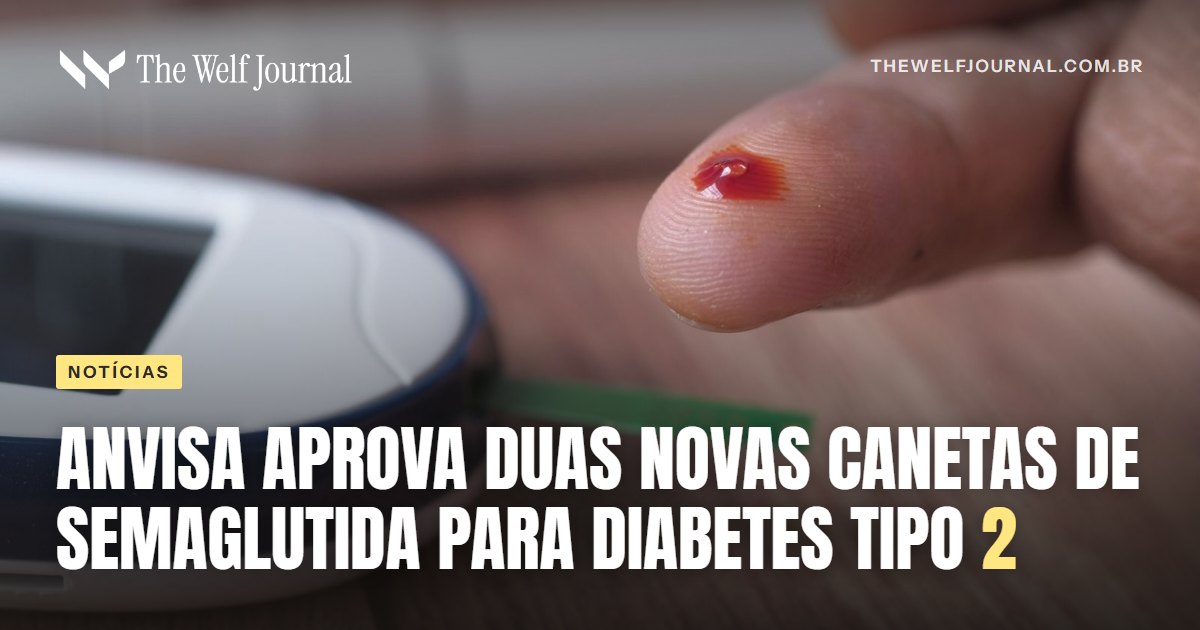 The Welf Journal
THEWELFJOURNAL.COM.BR
NOTÍCIAS
ANVISA APROVA DUAS NOVAS CANETAS DE
SEMAGLUTIDA PARA DIABETES TIPO 2